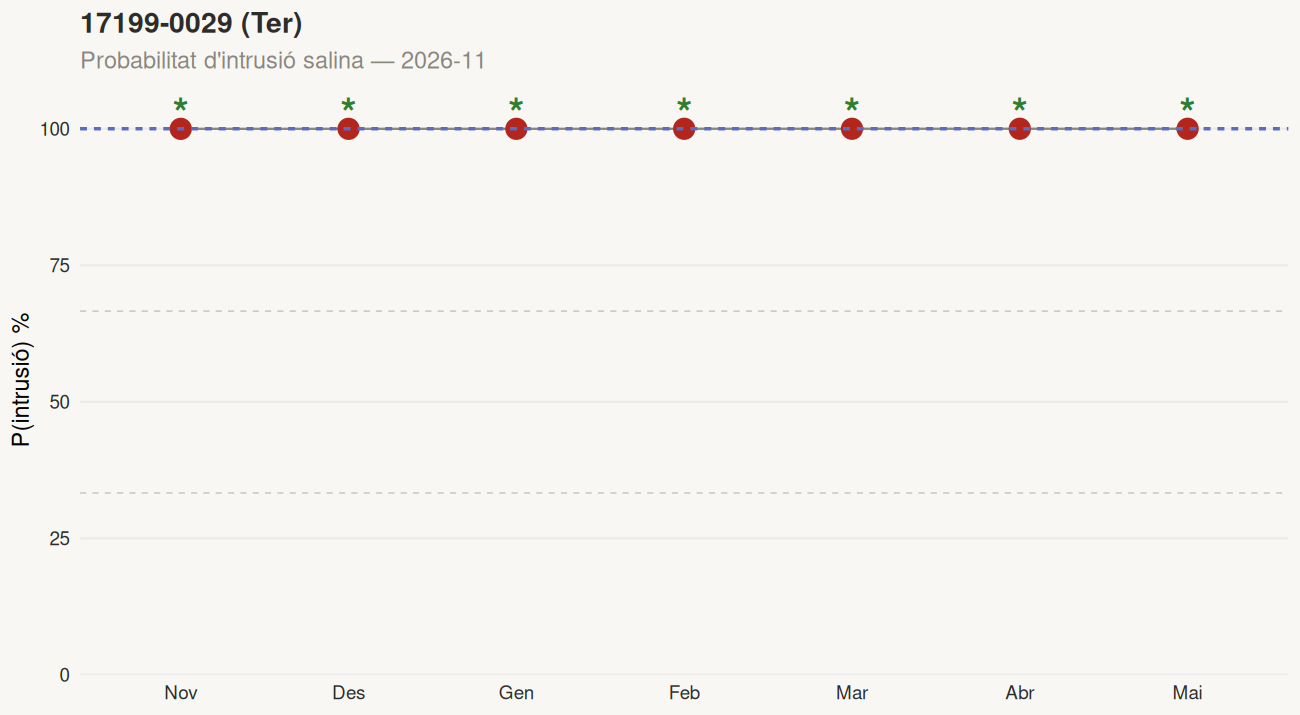 17199-0029 (Ter)
Probabilitat d'intrusió salina — 2026-11
* * * * * * *
100
75
50
25
0
P(intrusió) %
Nov Des Gen Feb Mar Abr Mai